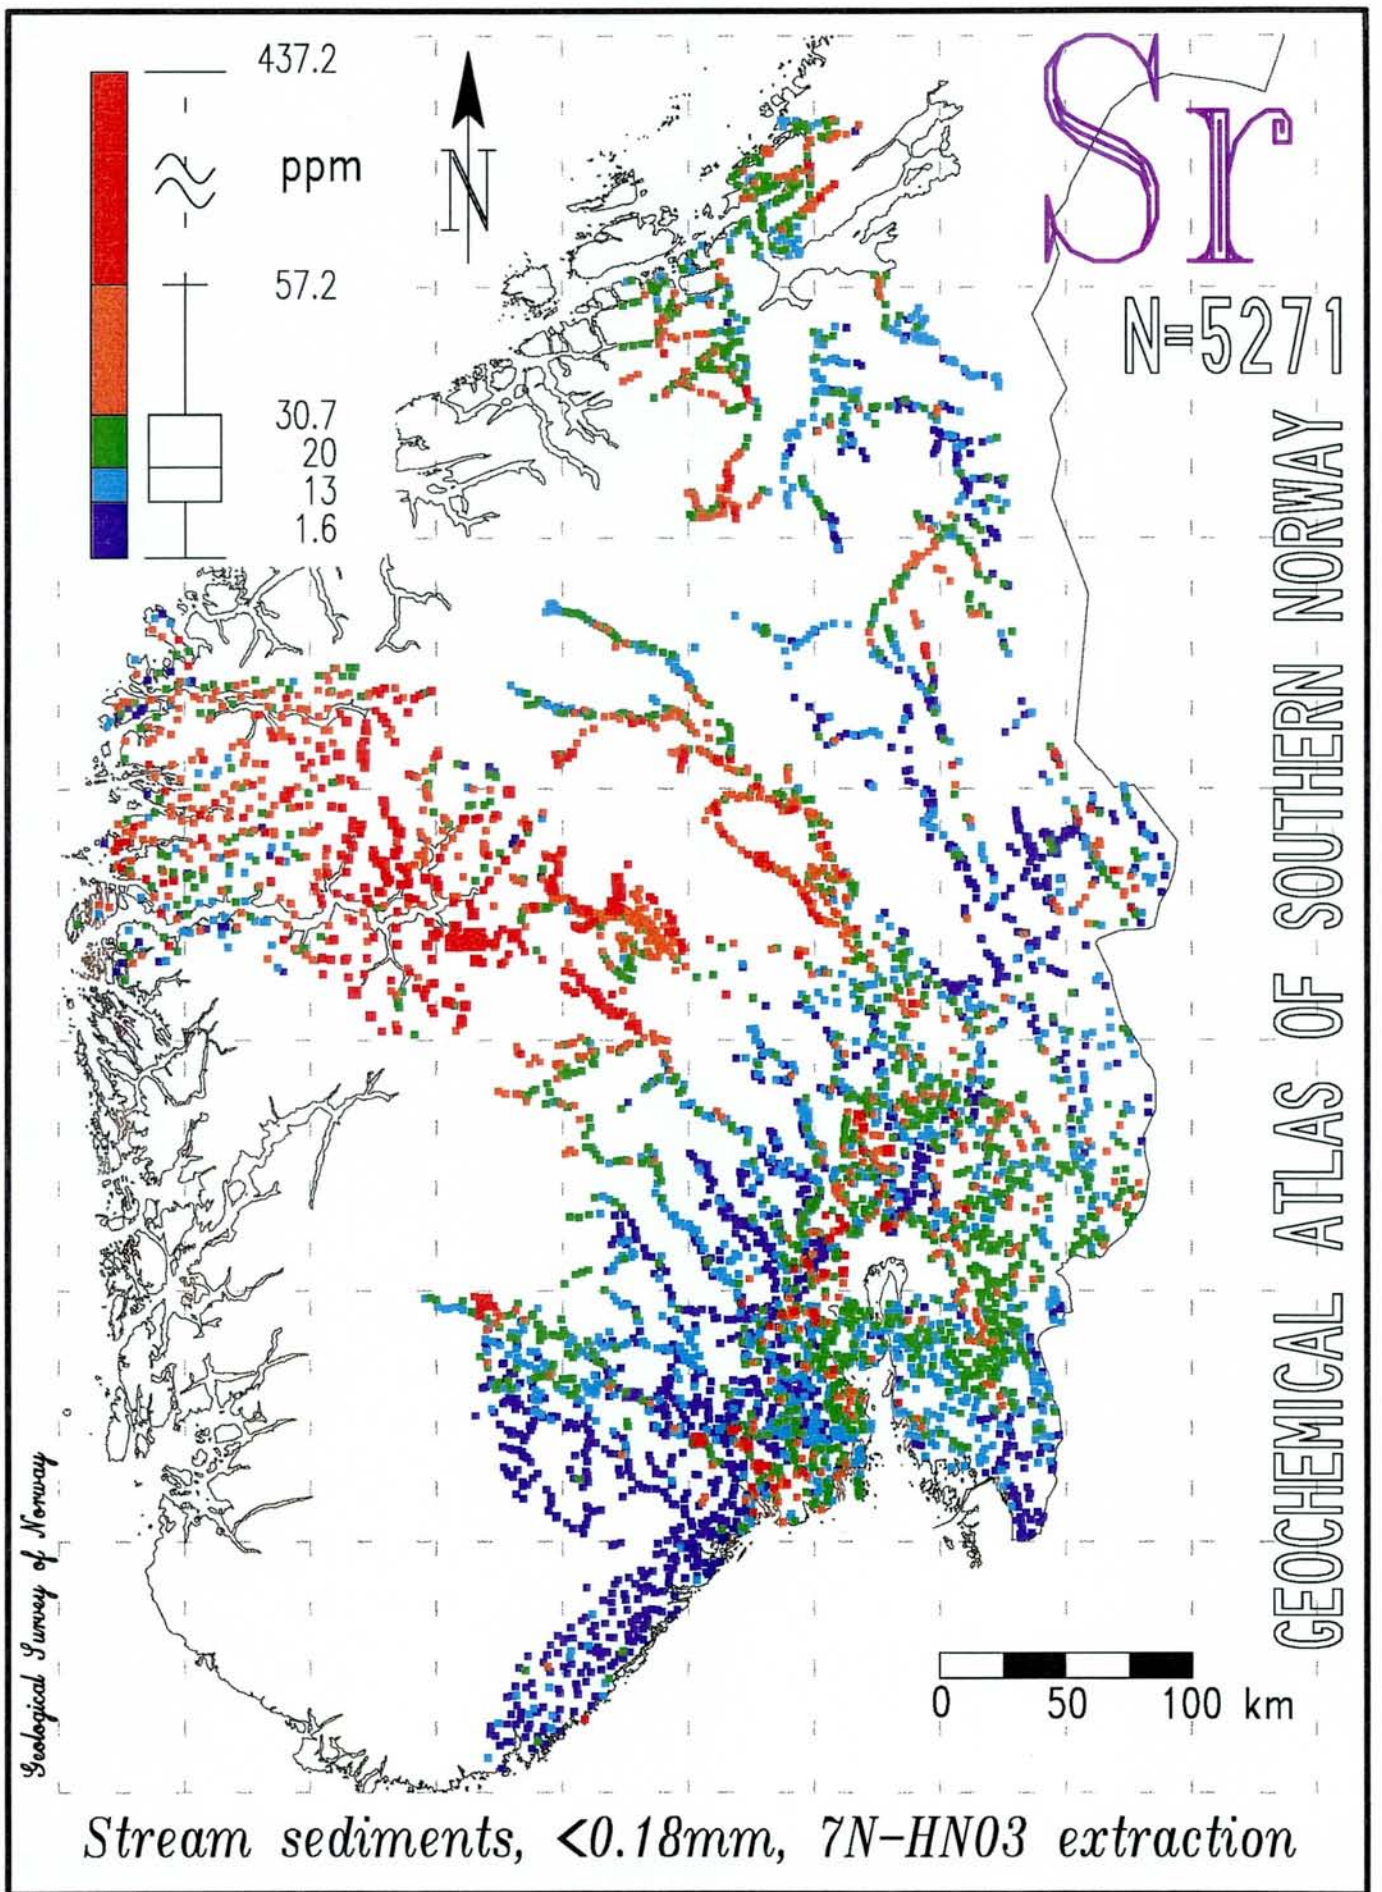 437.2
ppm
57.2
30.7
20
13
1.6
N
Sr
N=5271
GEOCHEMICAL ATLAS OF SOUTHERN NORWAY
Geological Survey of Norway
0 50 100 km
Stream sediments, <0.18mm, 7N-HNO3 extraction